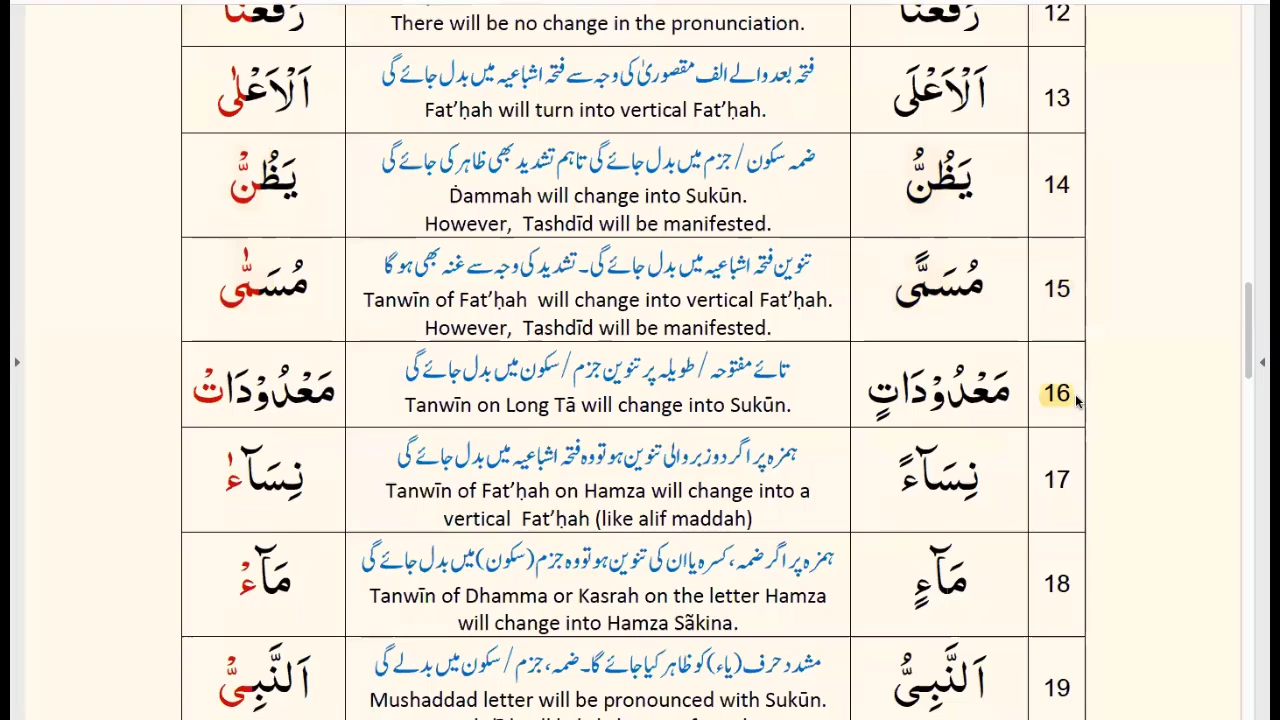 12 رَفَعْنَا There will be no change in the pronunciation. رَفَعْنَا
13 اَلْاَعْلَى فتحہ بعد والے الف مقصوریٰ کی وجہ سے فتحہ اشباعیہ میں بدل جائے گی اَلْاَعْلٰى
Fat’ḥah will turn into vertical Fat’ḥah.
14 يَظُنُّ ضمہ سکون / جزم میں بدل جائے گی تاہم تشدید بھی ظاہر کی جائے گی يَظُنّْ
Ḋammah will change into Sukūn.
However, Tashdīd will be manifested.
15 مُسَمًّى تنوین فتحہ اشباعیہ میں بدل جائے گی۔ تشدید کی وجہ سے غنہ بھی ہو گا مُسَمّٰى
Tanwīn of Fat’ḥah will change into vertical Fat’ḥah.
However, Tashdīd will be manifested.
16 مَعْدُوْدَاتٍ تائے مفتوحہ / طویلہ پر تنوین جزم / سکون میں بدل جائے گی مَعْدُوْدَاتْ
Tanwīn on Long Tā will change into Sukūn.
17 نِسَآءً ہمزہ پر اگر دو زبر والی تنوین ہو تو وہ فتحہ اشباعیہ میں بدل جائے گی نِسَآءٰ
Tanwīn of Fat’ḥah on Hamza will change into a
vertical Fat’ḥah (like alif maddah)
18 مَآءٍ ہمزہ پر اگر ضمہ، کسرہ یا ان کی تنوین ہو تو وہ جزم (سکون) میں بدل جائے گی مَآءْ
Tanwīn of Dhamma or Kasrah on the letter Hamza
will change into Hamza Sãkina.
19 اَلنَّبِىُّ مشدد حرف (یاء) کو ظاہر کیا جائے گا۔ ضمہ، جزم / سکون میں بدلے گی اَلنَّبِىّْ
Mushaddad letter will be pronounced with Sukūn.